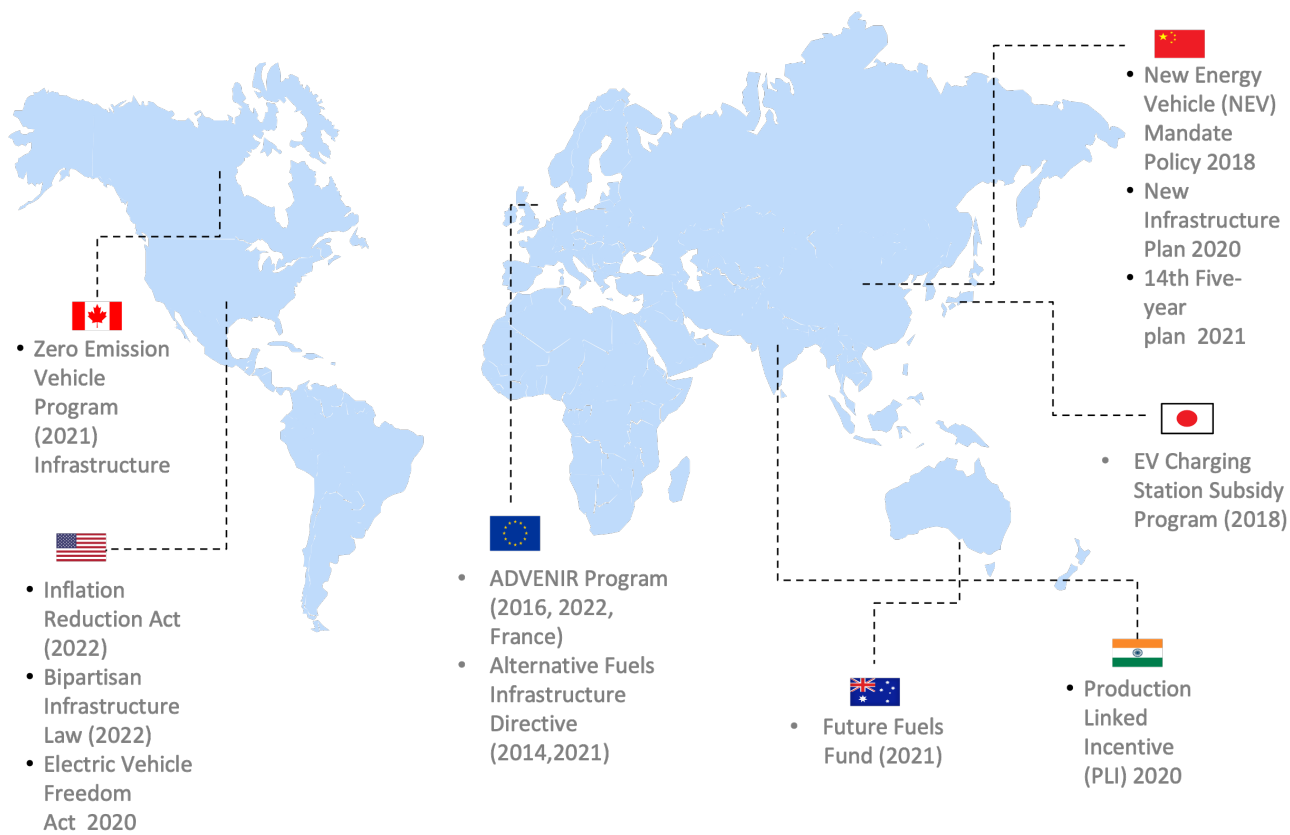 • New Energy
Vehicle (NEV)
Mandate
Policy 2018
• New
Infrastructure
Plan 2020
• 14th Five-
year
plan 2021
• Zero Emission
Vehicle
Program
(2021)
Infrastructure
• EV Charging
Station Subsidy
Program (2018)
• Inflation
Reduction Act
(2022)
• Bipartisan
Infrastructure
Law (2022)
• Electric Vehicle
Freedom
Act 2020
• ADVENIR Program
(2016, 2022,
France)
• Alternative Fuels
Infrastructure
Directive
(2014,2021)
• Future Fuels
Fund (2021)
• Production
Linked
Incentive
(PLI) 2020